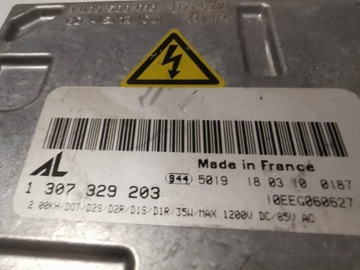 AL
Made in France
1 307 329 203
944 5019 18 03 10 0187
10EEG060627
2.00KH/DOT/D2S/D2R/D1S/D1R/35W/MAX 1200V DC/85V AC